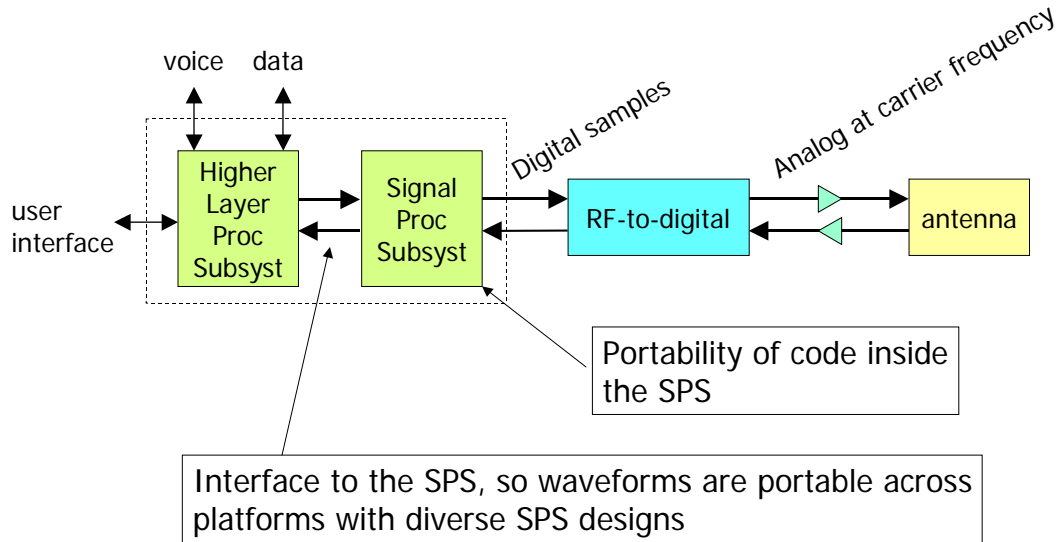 voice
data
Digital samples
Analog at carrier frequency
user
interface
Higher
Layer
Proc
Subsyst
Signal
Proc
Subsyst
RF-to-digital
antenna
Portability of code inside
the SPS
Interface to the SPS, so waveforms are portable across
platforms with diverse SPS designs